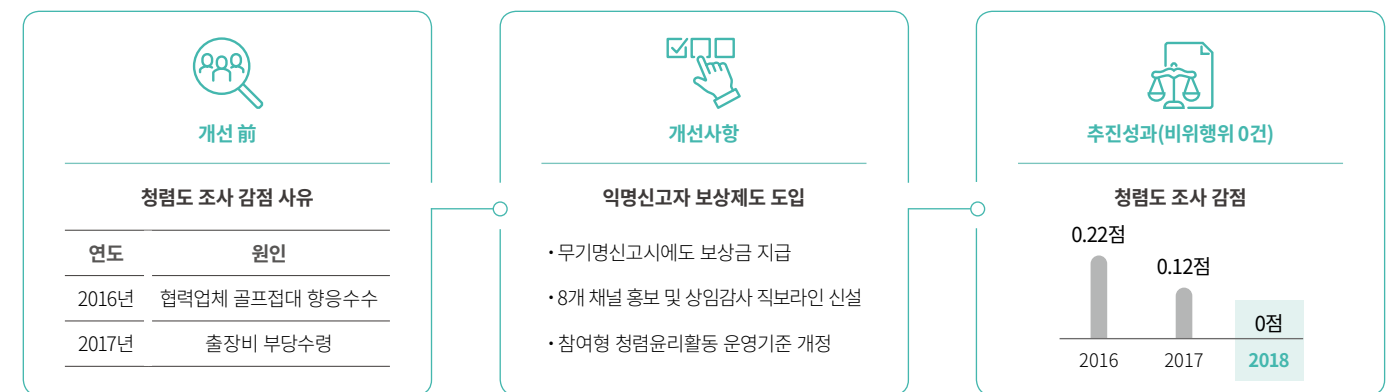 개선 前
청렴도 조사 감점 사유
연도 원인
2016년 협력업체 골프접대 향응수수
2017년 출장비 부당수령
개선사항
익명신고자 보상제도 도입
• 무기명신고시에도 보상금 지급
• 8개 채널 홍보 및 상임감사 직보라인 신설
• 참여형 청렴윤리활동 운영기준 개정
추진성과(비위행위 0건)
청렴도 조사 감점
0.22점
0.12점
0점
2016 2017 2018